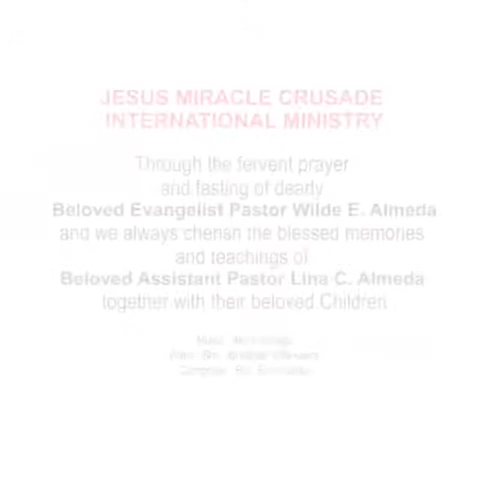 JESUS MIRACLE CRUSADE
INTERNATIONAL MINISTRY
Through the fervent prayer
and fasting of dearly
Beloved Evangelist Pastor Wilde E. Almeda
and we always cherish the blessed memories
and teachings of
Beloved Assistant Pastor Lina C. Almeda
together with their beloved Children